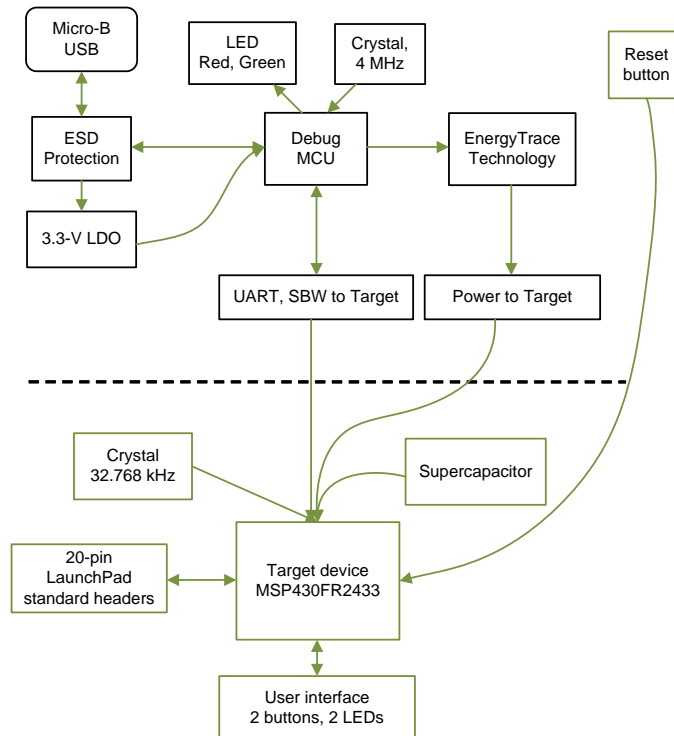 Micro-B
USB
LED
Red, Green
Crystal,
4 MHz
Reset
button
ESD
Protection
Debug
MCU
EnergyTrace
Technology
3.3-V LDO
UART, SBW to Target
Power to Target
Crystal
32.768 kHz
Supercapacitor
20-pin
LaunchPad
standard headers
Target device
MSP430FR2433
User interface
2 buttons, 2 LEDs